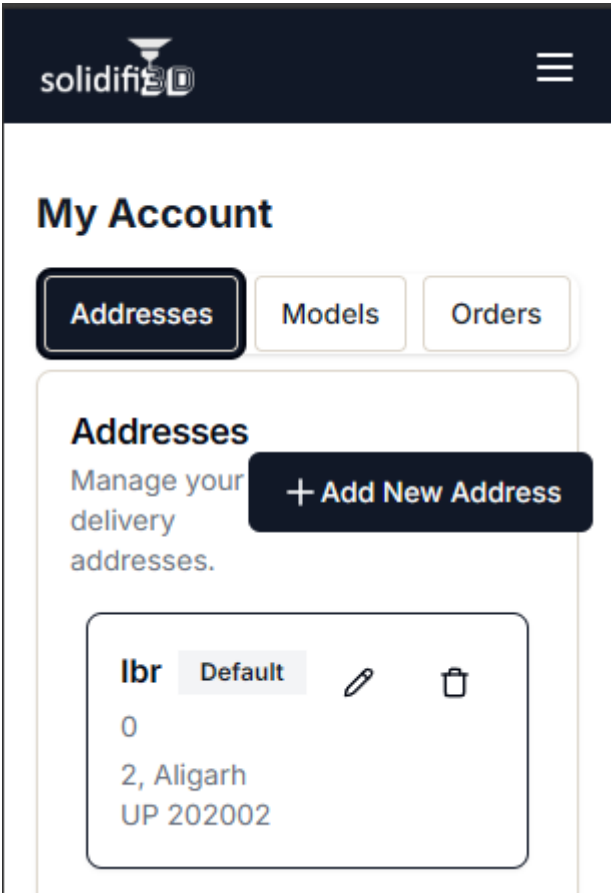 solidifi3D
My Account
Addresses
Models
Orders
Addresses
Manage your
delivery
addresses.
+ Add New Address
lbr Default
0
2, Aligarh
UP 202002